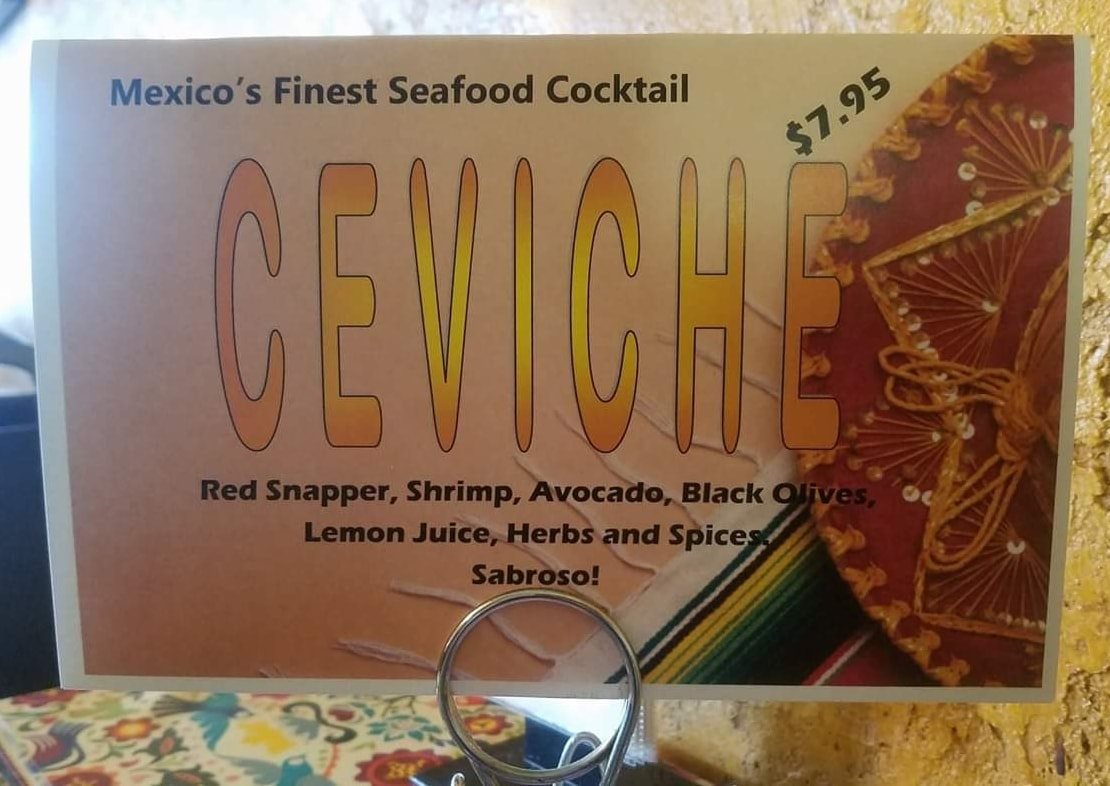 Mexico's Finest Seafood Cocktail
$7.95
CEVICHE
Red Snapper, Shrimp, Avocado, Black Olives,
Lemon Juice, Herbs and Spices.
Sabroso!